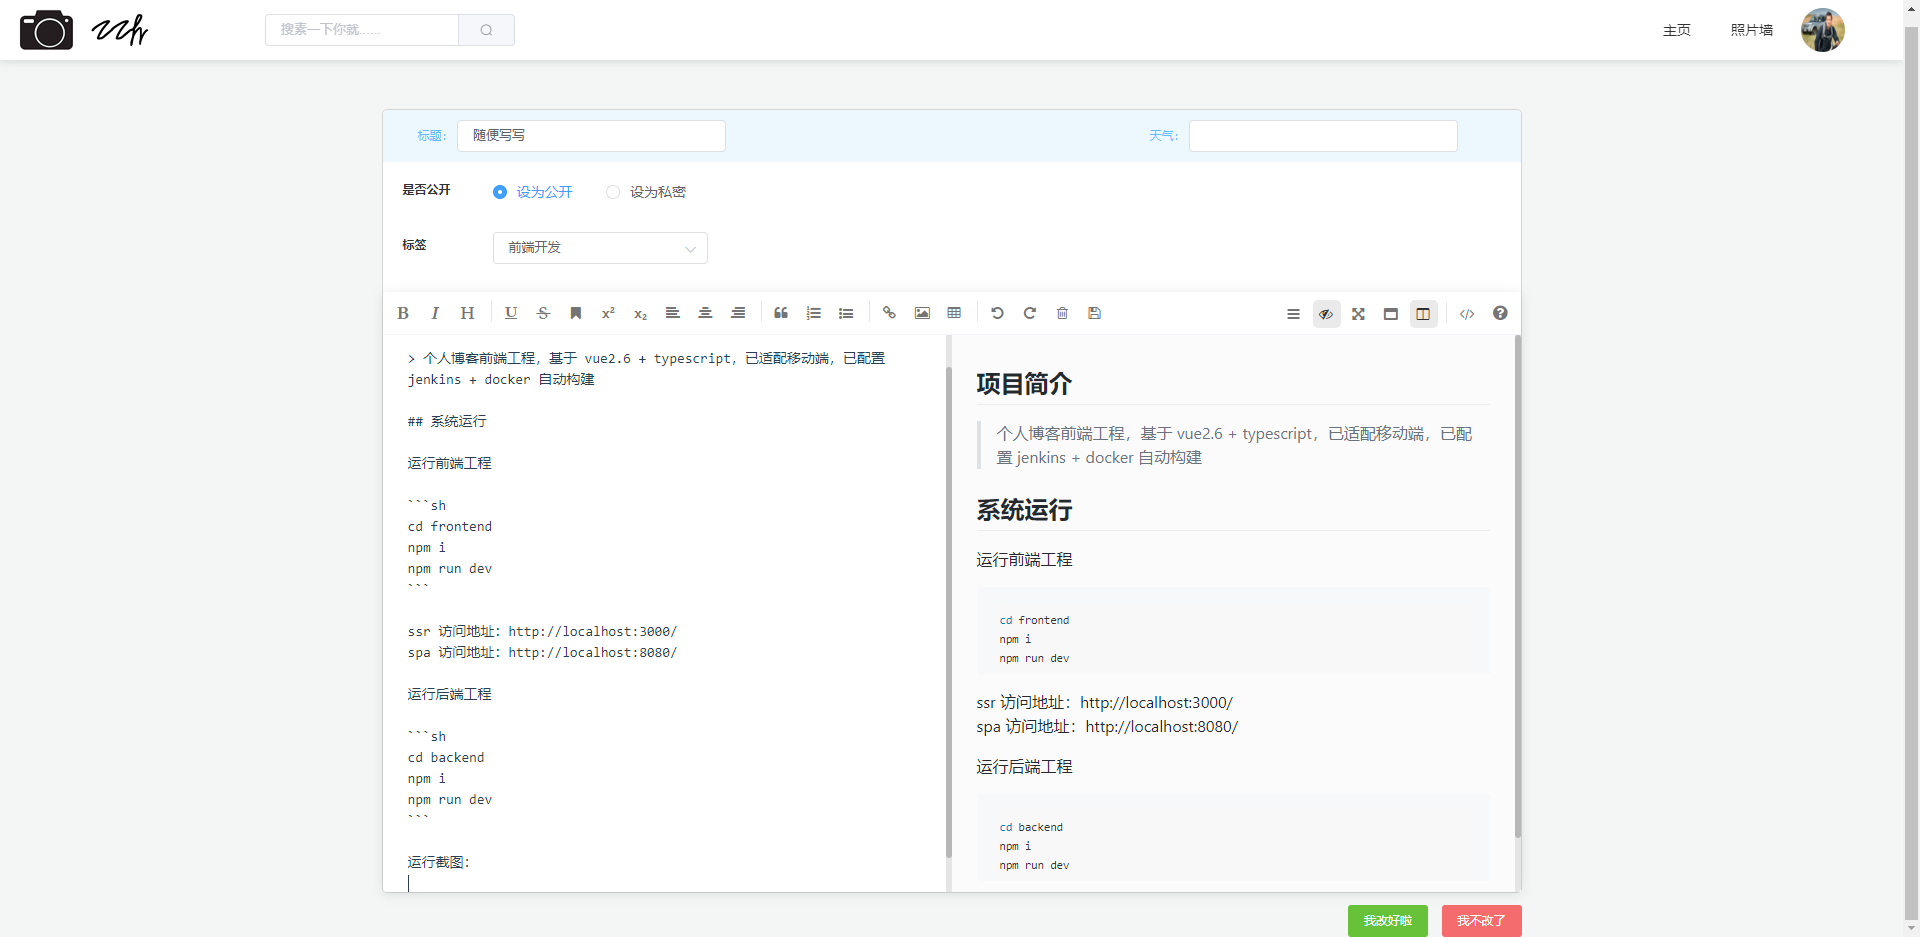 搜素一下你就......
主页
照片墙
标题:
随便写写
天气:
是否公开
设为公开
设为私密
标签
前端开发
> 个人博客前端工程，基于 vue2.6 + typescript，已适配移动端，已配置
jenkins + docker 自动构建
## 系统运行
运行前端工程
```sh
cd frontend
npm i
npm run dev
```
ssr 访问地址：http://localhost:3000/
spa 访问地址：http://localhost:8080/
运行后端工程
```sh
cd backend
npm i
npm run dev
```
运行截图：
项目简介
个人博客前端工程，基于 vue2.6 + typescript，已适配移动端，已配
置 jenkins + docker 自动构建
系统运行
运行前端工程
cd frontend
npm i
npm run dev
ssr 访问地址：http://localhost:3000/
spa 访问地址：http://localhost:8080/
运行后端工程
cd backend
npm i
npm run dev
我改好啦
我不改了